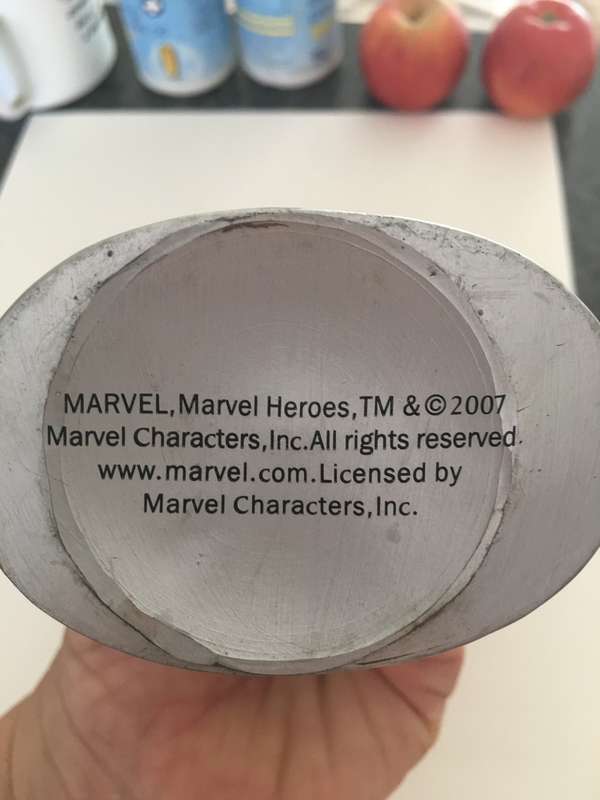 MARVEL,Marvel Heroes,TM &©2007
Marvel Characters,Inc.All rights reserved.
www.marvel.com.Licensed by
Marvel Characters,Inc.